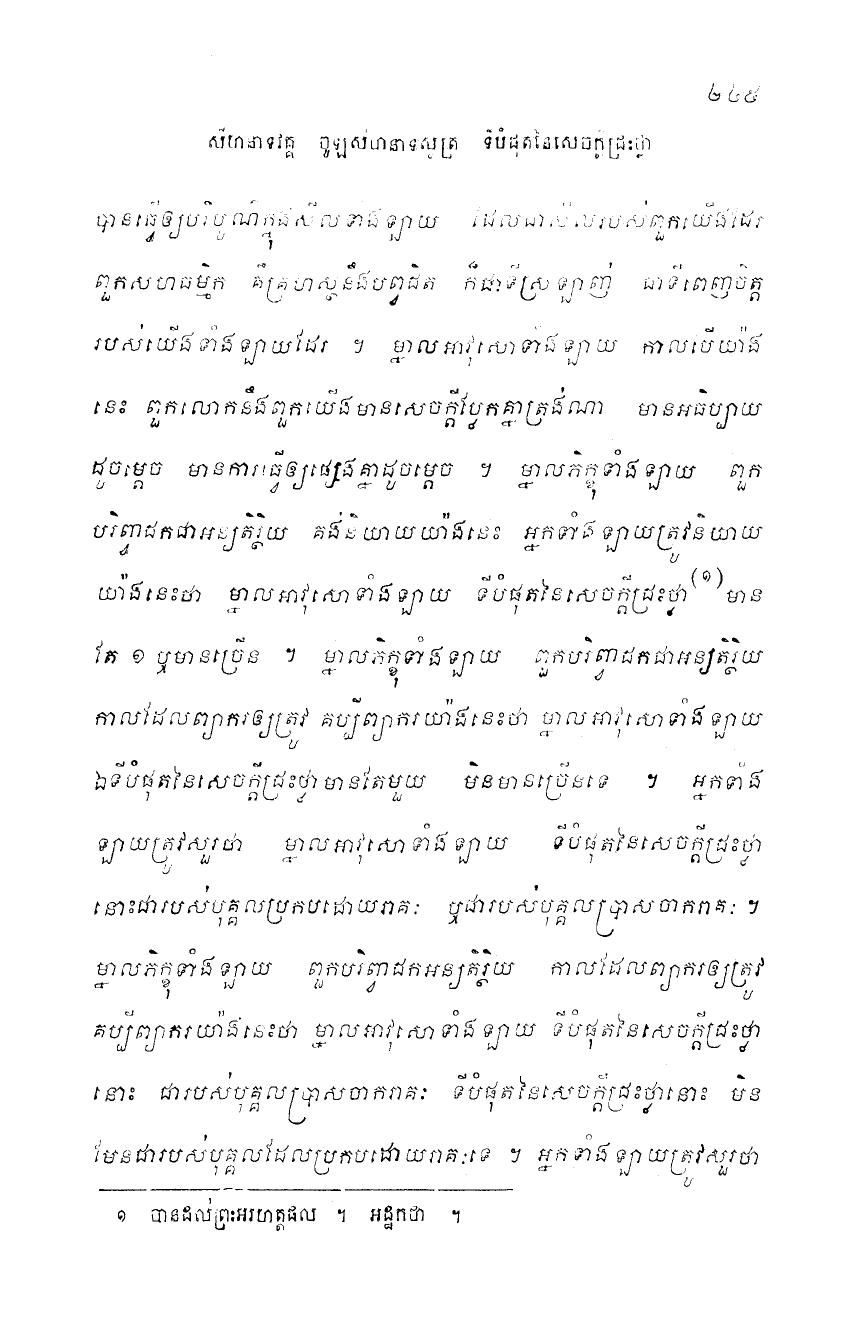 ២៤៥
សីហនាទវគ្គ ចូឡសីហនាទសូត្រ ទីបំផុតនៃសេចក្តីជ្រះថ្លា
បានធ្វើឲ្យបរិបូណ៌ក្នុងសីលទាំងឡាយ ដែលជាសីលរបស់ពួកយើងដែរ
ពួកសហធម្មិក គឺគ្រហស្ថនឹងបព្វជិត ក៏ជាទីស្រឡាញ់ ជាទីពេញចិត្ត
របស់យើងទាំងឡាយដែរ ។ ម្នាលអាវុសោទាំងឡាយ កាលបើយ៉ាង
នេះ ពួកលោកនឹងពួកយើងមានសេចក្តីប្លែកគ្នាត្រង់ណា មានអធិប្បាយ
ដូចម្តេច មានការធ្វើឲ្យផ្សេងគ្នាដូចម្តេច ។ ម្នាលភិក្ខុទាំងឡាយ ពួក
បរិព្វាជកជាអន្យតិរ្ថិយ គង់និយាយយ៉ាងនេះ អ្នកទាំងឡាយត្រូវនិយាយ
យ៉ាងនេះថា ម្នាលអាវុសោទាំងឡាយ ទីបំផុតនៃសេចក្តីជ្រះថ្លា(១)មាន
តែ ១ ឬមានច្រើន ។ ម្នាលភិក្ខុទាំងឡាយ ពួកបរិព្វាជកជាអន្យតិរ្ថិយ
កាលដែលព្យាករឲ្យត្រូវ គប្បីព្យាករយ៉ាងនេះថា ម្នាលអាវុសោទាំងឡាយ
ឯទីបំផុតនៃសេចក្តីជ្រះថ្លាមានតែមួយ មិនមានច្រើនទេ ។ អ្នកទាំង
ឡាយត្រូវសួរថា ម្នាលអាវុសោទាំងឡាយ ទីបំផុតនៃសេចក្តីជ្រះថ្លា
នោះជារបស់បុគ្គលប្រកបដោយរាគៈ ឬជារបស់បុគ្គលប្រាសចាករាគៈ ។
ម្នាលភិក្ខុទាំងឡាយ ពួកបរិព្វាជកអន្យតិរ្ថិយ កាលដែលព្យាករឲ្យត្រូវ
គប្បីព្យាករយ៉ាងនេះថា ម្នាលអាវុសោទាំងឡាយ ទីបំផុតនៃសេចក្តីជ្រះថ្លា
នោះ ជារបស់បុគ្គលប្រាសចាករាគៈ ទីបំផុតនៃសេចក្តីជ្រះថ្លានោះ មិន
មែនជារបស់បុគ្គលដែលប្រកបដោយរាគៈទេ ។ អ្នកទាំងឡាយត្រូវសួរថា
១ បានដល់ព្រះអរហត្តផល ។ អដ្ឋកថា ។